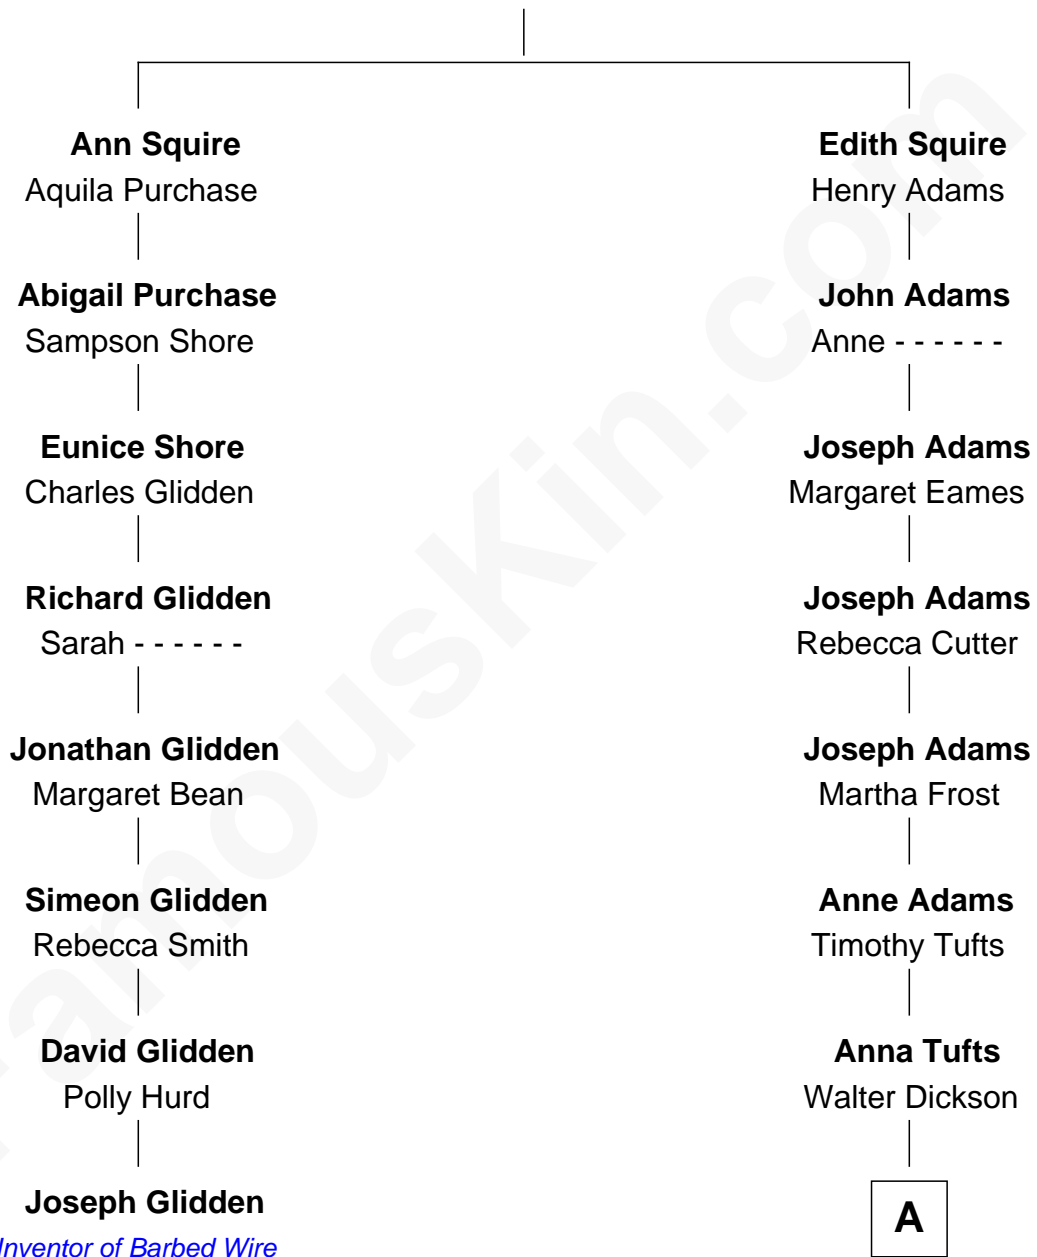 Ann Squire
Aquila Purchase
Abigail Purchase
Sampson Shore
Eunice Shore
Charles Glidden
Richard Glidden
Sarah - - - - - -
Jonathan Glidden
Margaret Bean
Simeon Glidden
Rebecca Smith
David Glidden
Polly Hurd
Joseph Glidden
Inventor of Barbed Wire
Edith Squire
Henry Adams
John Adams
Anne - - - - - -
Joseph Adams
Margaret Eames
Joseph Adams
Rebecca Cutter
Joseph Adams
Martha Frost
Anne Adams
Timothy Tufts
Anna Tufts
Walter Dickson
A
FamousKin.com